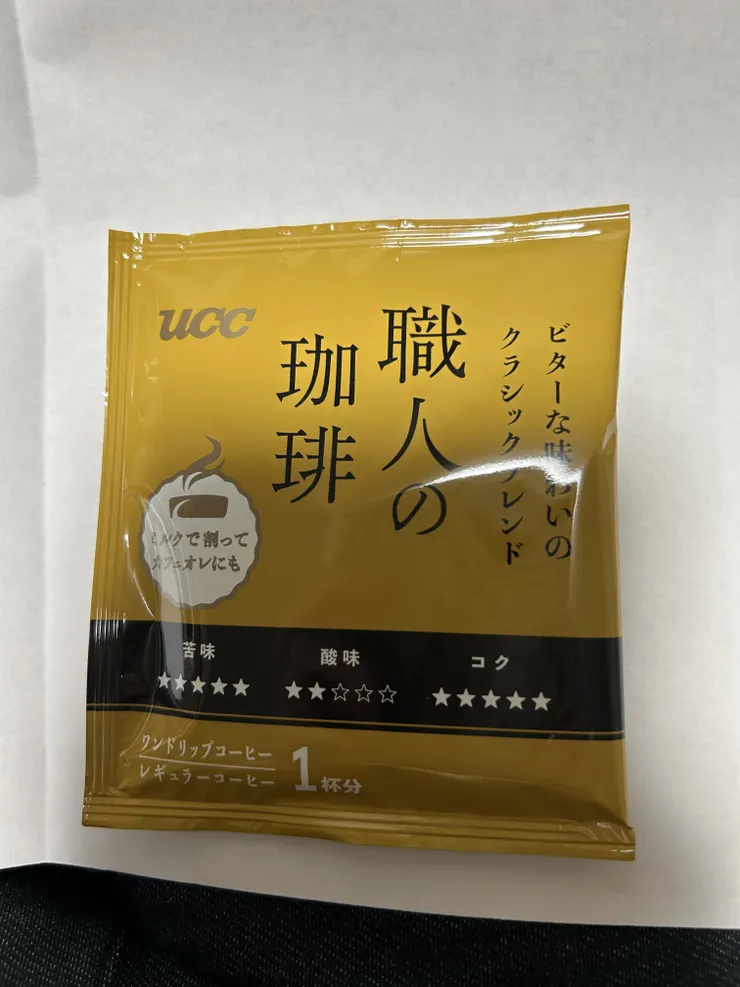 UCC
職人の
珈琲
ビターな味わいの
クラシックブレンド
ミルクで割って
カフェオレにも
苦味
★★★★★
酸味
★★☆☆☆
コク
★★★★★
ワンドリップコーヒー
レギュラーコーヒー
1杯分